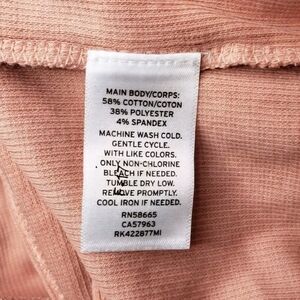 MAIN BODY/CORPS:
58% COTTON/COTON
38% POLYESTER
4% SPANDEX
MACHINE WASH COLD.
GENTLE CYCLE.
WITH LIKE COLORS.
ONLY NON-CHLORINE
BLEACH IF NEEDED.
TUMBLE DRY LOW.
REMOVE PROMPTLY.
COOL IRON IF NEEDED.
RN58665
CA57963
RK422877MI